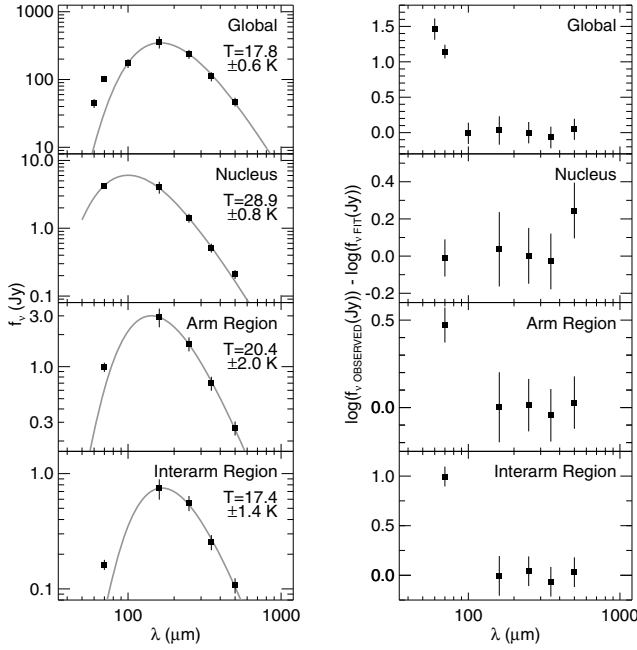 Global
T=17.8
±0.6 K
1000
100
10
Nucleus
T=28.9
±0.8 K
10.0
1.0
0.1
Arm Region
T=20.4
±2.0 K
3.0
1.0
0.3
Interarm Region
T=17.4
±1.4 K
1.0
0.1
100
1000
λ (μm)
fν (Jy)
Global
1.5
1.0
0.5
0.0
Nucleus
0.4
0.2
0.0
-0.2
Arm Region
0.5
0.0
Interarm Region
1.0
0.5
0.0
100
1000
λ (μm)
log(fν OBSERVED(Jy)) - log(fν FIT(Jy))